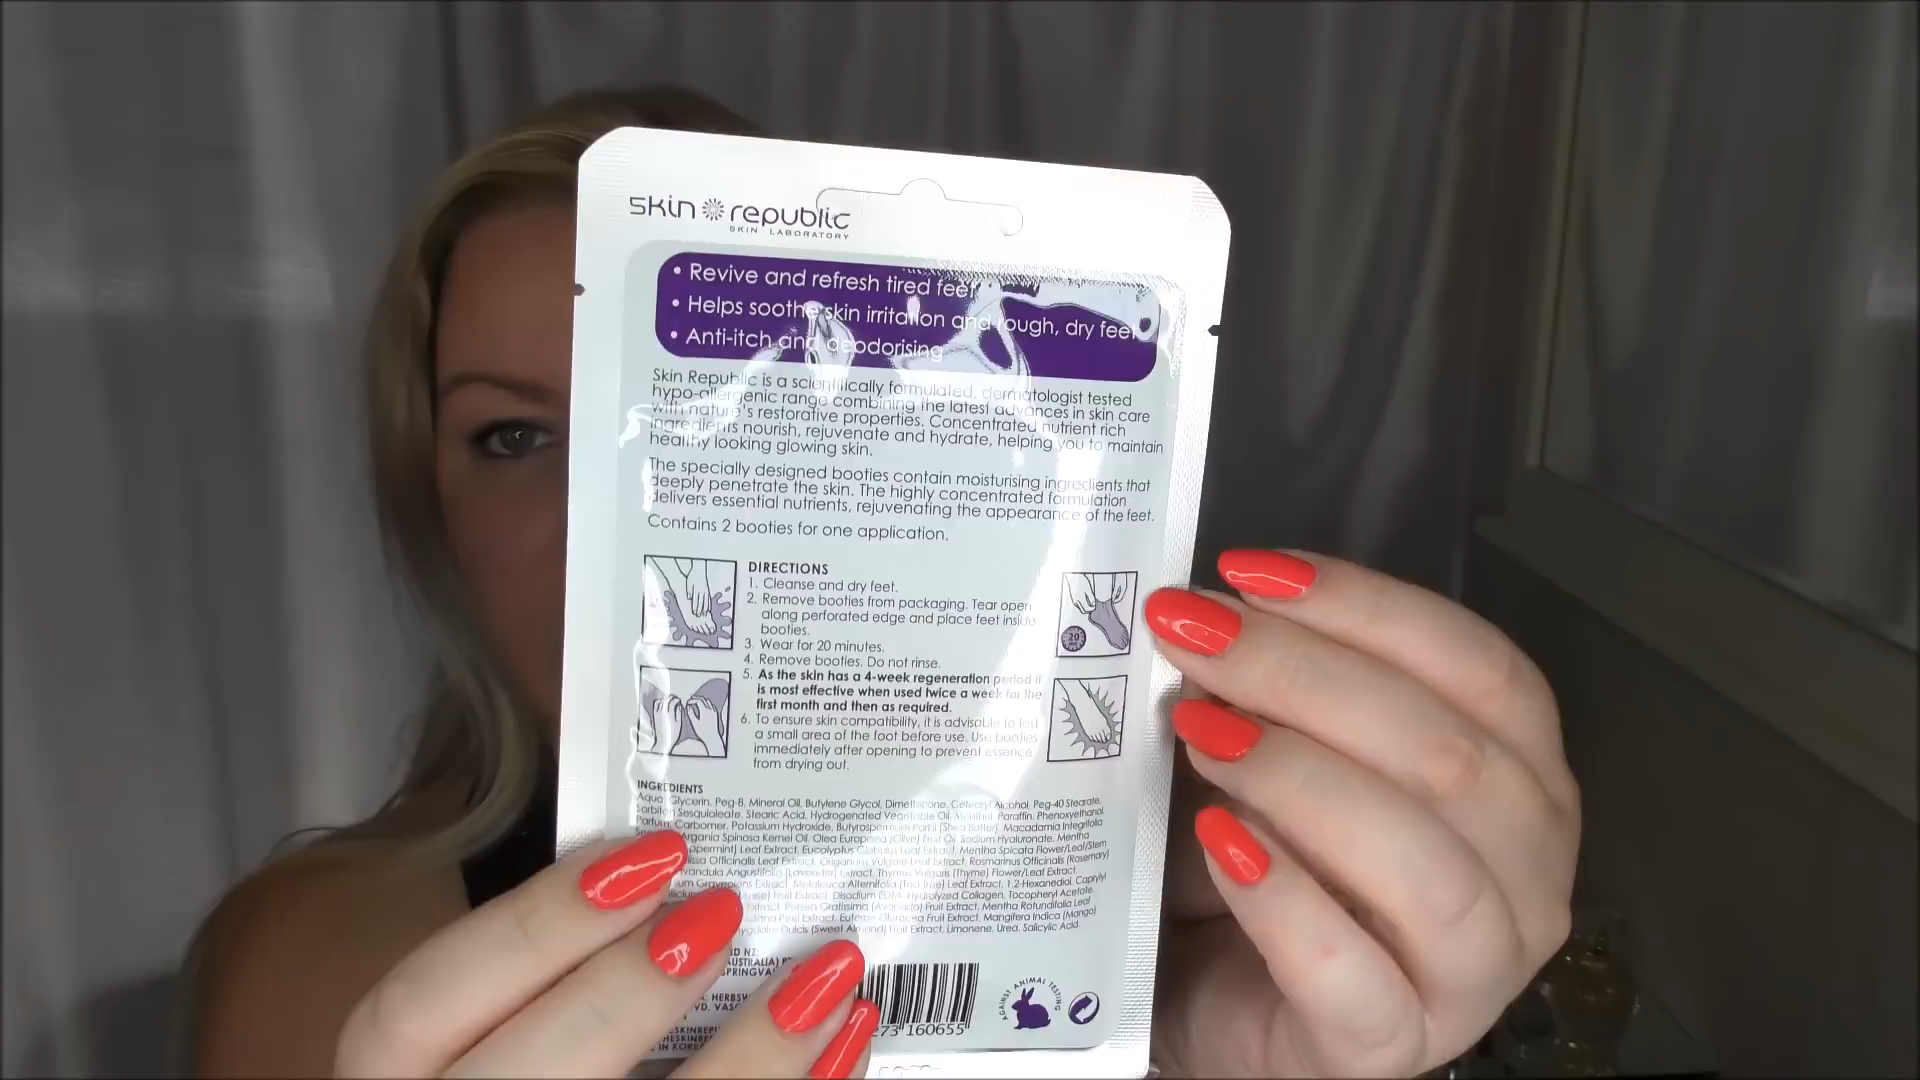 skin republic
SKIN LABORATORY
• Revive and refresh tired feet
• Helps soothe skin irritation and rough, dry feet
• Anti-itch and deodorising
Skin Republic is a scientifically formulated, dermatologist tested
hypo-allergenic range combining the latest advances in skin care
with nature's restorative properties. Concentrated nutrient rich
ingredients nourish, rejuvenate and hydrate, helping you to maintain
healthy looking glowing skin.
The specially designed booties contain moisturising ingredients that
deeply penetrate the skin. The highly concentrated formulation
delivers essential nutrients, rejuvenating the appearance of the feet.
Contains 2 booties for one application.
DIRECTIONS
1. Cleanse and dry feet.
2. Remove booties from packaging. Tear open
along perforated edge and place feet inside
booties.
3. Wear for 20 minutes.
4. Remove booties. Do not rinse.
5. As the skin has a 4-week regeneration period it
is most effective when used twice a week for the
first month and then as required.
6. To ensure skin compatibility, it is advisable to test
a small area of the foot before use. Use booties
immediately after opening to prevent essence
from drying out.
20
INGREDIENTS
Aqua, Glycerin, Peg-8, Mineral Oil, Butylene Glycol, Dimethicone, Cetearyl Alcohol, Peg-40 Stearate,
Sorbitan Sesquioleate, Stearic Acid, Hydrogenated Vegetable Oil, Menthol, Paraffin, Phenoxyethanol,
Parfum, Carbomer, Potassium Hydroxide, Butyrospermum Parkii (Shea Butter), Macadamia Integrifolia
Argania Spinosa Kernel Oil, Olea Europaea (Olive) Fruit Oil, Sodium Hyaluronate, Mentha
Leaf Extract, Eucalyptus Globulus Leaf Extract, Mentha Spicata Flower/Leaf/Stem
Officinalis Leaf Extract, Origanum Vulgare Leaf Extract, Rosmarinus Officinalis (Rosemary)
Angustifolia (Lavender) Extract, Thymus Vulgaris (Thyme) Flower/Leaf Extract,
Graveolens Extract, Melaleuca Alternifolia (Tea Tree) Leaf Extract, 1,2-Hexanediol, Caprylyl
Fruit Extract, Disodium EDTA, Hydrolyzed Collagen, Tocopheryl Acetate,
Extract, Persea Gratissima (Avocado) Fruit Extract, Mentha Rotundifolia Leaf
Peel Extract, Euterpe Oleracea Fruit Extract, Mangifera Indica (Mango)
Dulcis (Sweet Almond) Fruit Extract, Limonene, Urea, Salicylic Acid.
NZ:
160655
AGAINST ANIMAL TESTING